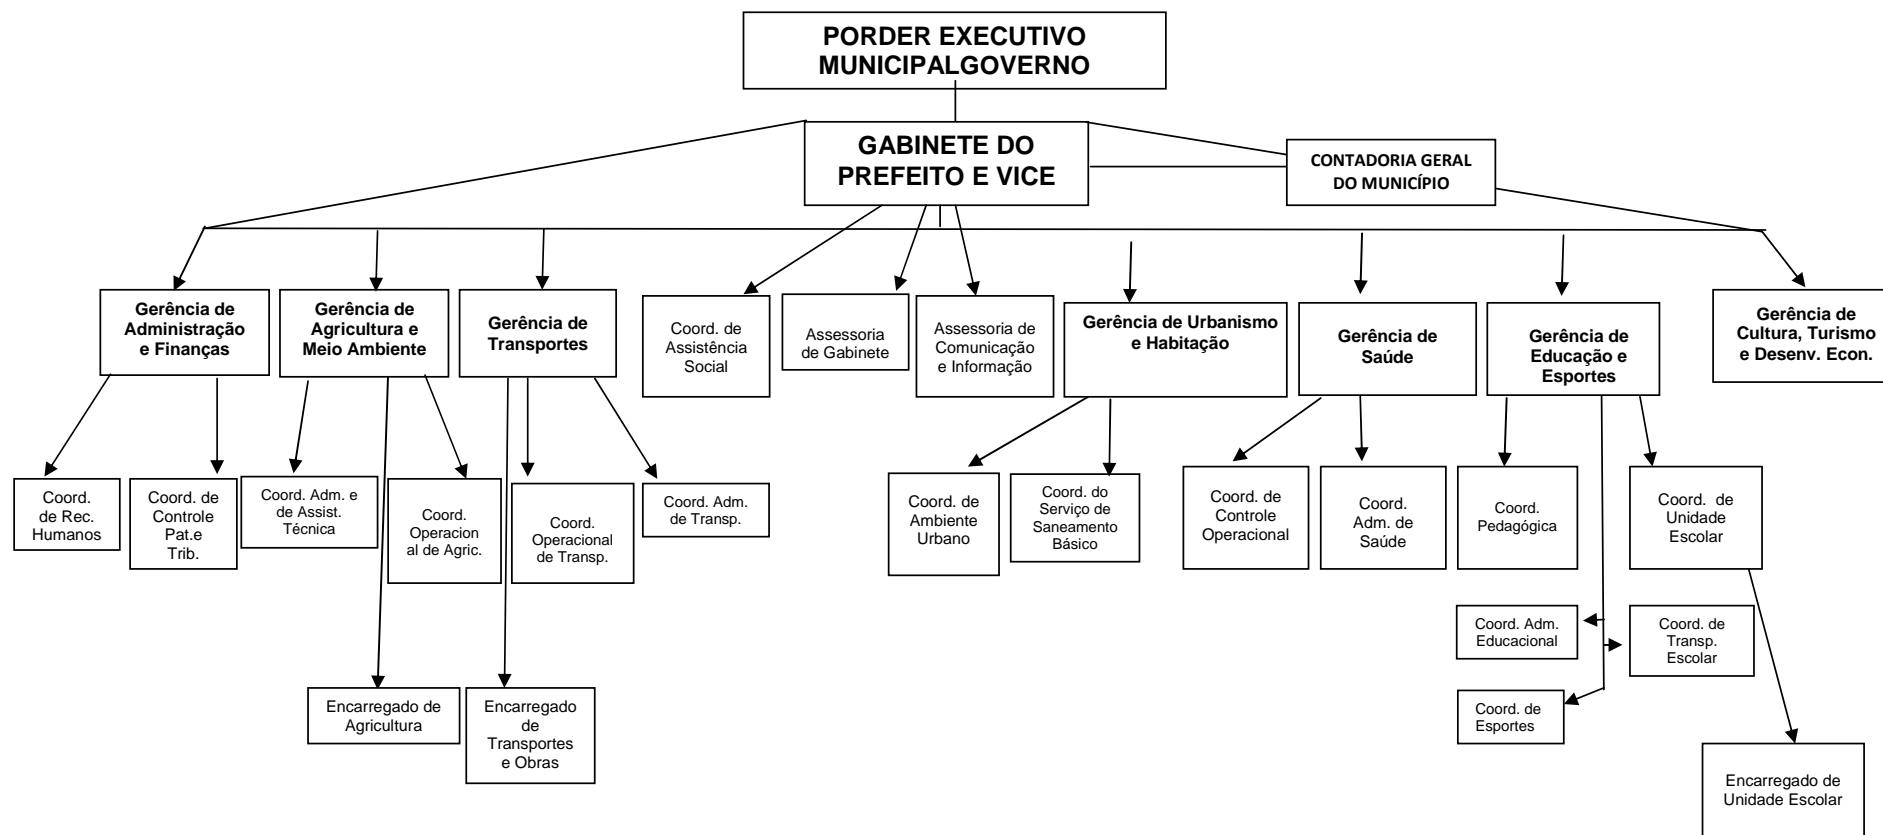 PORDER EXECUTIVO
MUNICIPALGOVERNO
GABINETE DO
PREFEITO E VICE
CONTADORIA GERAL
DO MUNICÍPIO
Gerência de
Administração
e Finanças
Gerência de
Agricultura e
Meio Ambiente
Gerência de
Transportes
Coord. de
Assistência
Social
Assessoria
de Gabinete
Assessoria de
Comunicação
e Informação
Gerência de Urbanismo
e Habitação
Gerência de
Saúde
Gerência de
Educação e
Esportes
Gerência de
Cultura, Turismo
e Desenv. Econ.
Coord.
de Rec.
Humanos
Coord. de
Controle
Pat.e
Trib.
Coord. Adm. e
de Assist.
Técnica
Coord.
Operacion
al de Agric.
Coord.
Operacional
de Transp.
Coord. Adm.
de Transp.
Coord. de
Ambiente
Urbano
Coord. do
Serviço de
Saneamento
Básico
Coord. de
Controle
Operacional
Coord.
Adm. de
Saúde
Coord.
Pedagógica
Coord. de
Unidade
Escolar
Coord. Adm.
Educacional
Coord. de
Transp.
Escolar
Encarregado de
Agricultura
Encarregado
de
Transportes
e Obras
Coord. de
Esportes
Encarregado de
Unidade Escolar